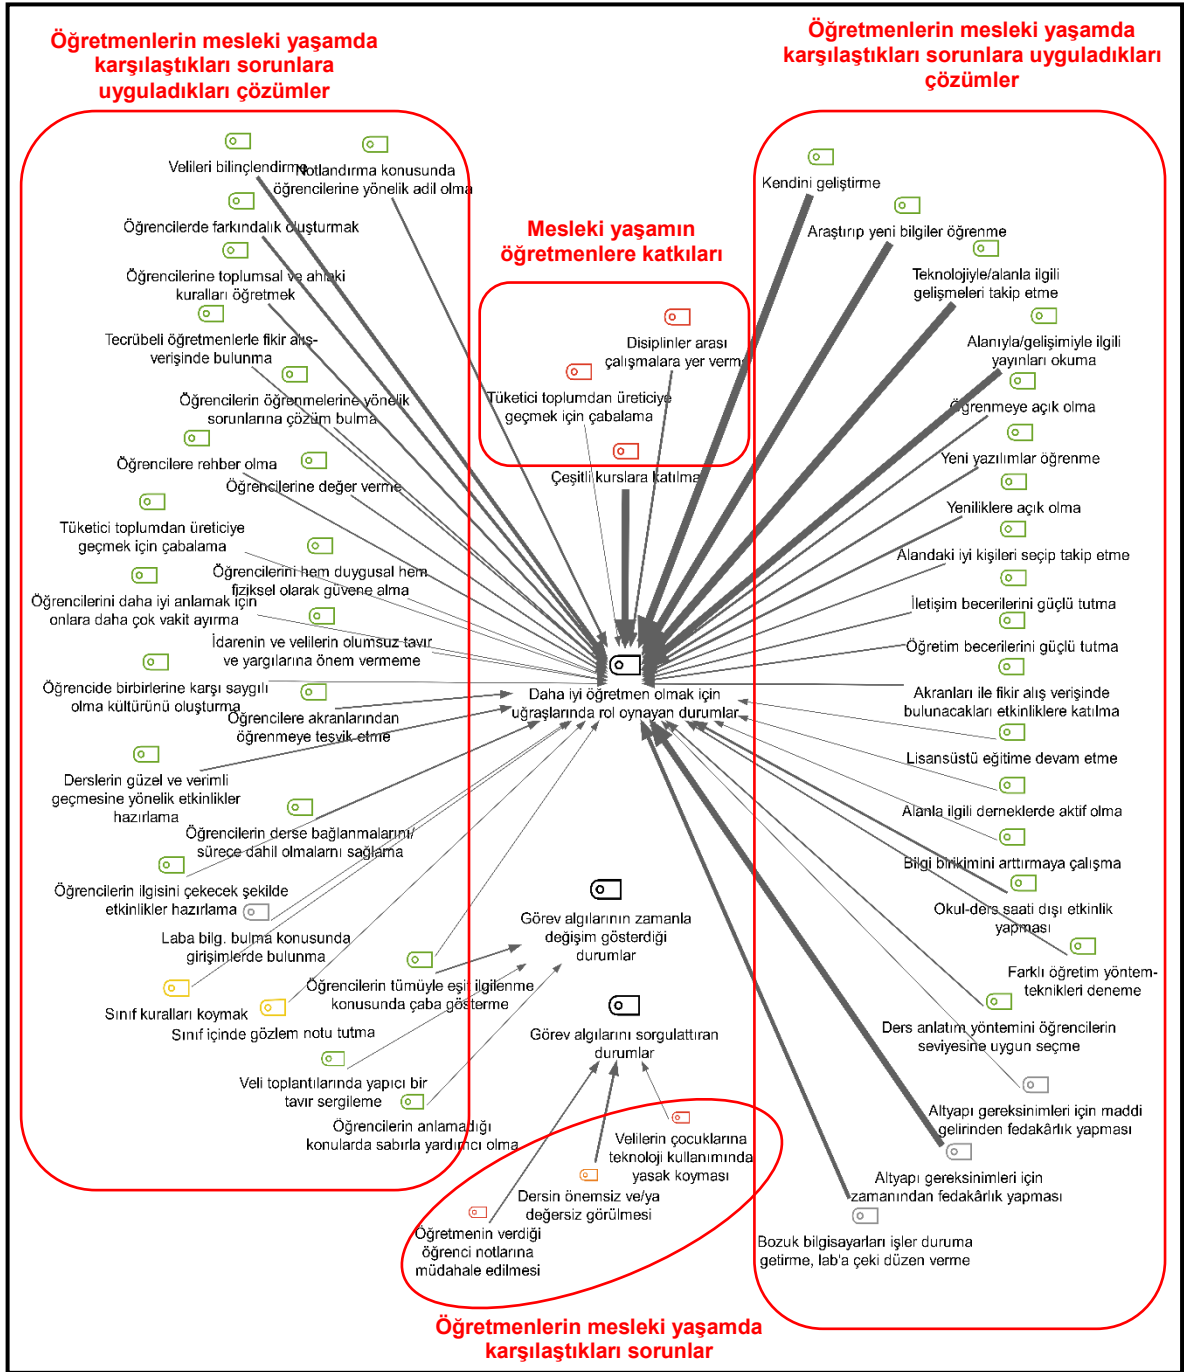 Öğretmenlerin mesleki yaşamda
karşılaştıkları sorunlara
uyguladıkları çözümler
Velileri bilinçlendirme
Notlandırma konusunda
öğrencilerine yönelik adil olma
Öğrencilerde farkındalık oluşturmak
Öğrencilerine toplumsal ve ahlaki
kuralları öğretmek
Tecrübeli öğretmenlerle fikir alış-
verişinde bulunma
Öğrencilerin öğrenmelerine yönelik
sorunlarına çözüm bulma
Öğrencilere rehber olma
Öğrencilerine değer verme
Tüketici toplumdan üreticiye
geçmek için çabalama
Öğrencilerini hem duygusal hem
fiziksel olarak güvene alma
Öğrencilerini daha iyi anlamak için
onlara daha çok vakit ayırma
İdarenin ve velilerin olumsuz tavır
ve yargılarına önem vermeme
Öğrencide birbirlerine karşı saygılı
olma kültürünü oluşturma
Öğrencilere akranlarından
öğrenmeye teşvik etme
Derslerin güzel ve verimli
geçmesine yönelik etkinlikler
hazırlama
Öğrencilerin derse bağlanmalarını/
sürece dahil olmalarnı sağlama
Öğrencilerin ilgisini çekecek şekilde
etkinlikler hazırlama
Laba bilg. bulma konusunda
girişimlerde bulunma
Öğrencilerin tümüyle eşit ilgilenme
konusunda çaba gösterme
Sınıf kuralları koymak
Sınıf içinde gözlem notu tutma
Veli toplantılarında yapıcı bir
tavır sergileme
Öğrencilerin anlamadığı
konularda sabırla yardımcı olma
Mesleki yaşamın
öğretmenlere katkıları
Disiplinler arası
çalışmalara yer verme
Tüketici toplumdan üreticiye
geçmek için çabalama
Çeşitli kurslara katılma
Daha iyi öğretmen olmak için
uğraşlarında rol oynayan durumlar
Görev algılarının zamanla
değişim gösterdiği
durumlar
Görev algılarını sorgulattıran
durumlar
Velilerin çocuklarına
teknoloji kullanımında
yasak koyması
Dersin önemsiz ve/ya
değersiz görülmesi
Öğretmenin verdiği
öğrenci notlarına
müdahale edilmesi
Öğretmenlerin mesleki yaşamda
karşılaştıkları sorunlar
Öğretmenlerin mesleki yaşamda
karşılaştıkları sorunlara uyguladıkları
çözümler
Kendini geliştirme
Araştırıp yeni bilgiler öğrenme
Teknolojiyle/alanla ilgili
gelişmeleri takip etme
Alanıyla/gelişimiyle ilgili
yayınları okuma
Öğrenmeye açık olma
Yeni yazılımlar öğrenme
Yeniliklere açık olma
Alandaki iyi kişileri seçip takip etme
İletişim becerilerini güçlü tutma
Öğretim becerilerini güçlü tutma
Akranları ile fikir alış verişinde
bulunacakları etkinliklere katılma
Lisansüstü eğitime devam etme
Alanla ilgili derneklerde aktif olma
Bilgi birikimini arttırmaya çalışma
Okul-ders saati dışı etkinlik
yapması
Farklı öğretim yöntem-
teknikleri deneme
Ders anlatım yöntemini öğrencilerin
seviyesine uygun seçme
Altyapı gereksinimleri için maddi
gelirinden fedakârlık yapması
Altyapı gereksinimleri için
zamanından fedakârlık yapması
Bozuk bilgisayarları işler duruma
getirme, lab'a çeki düzen verme